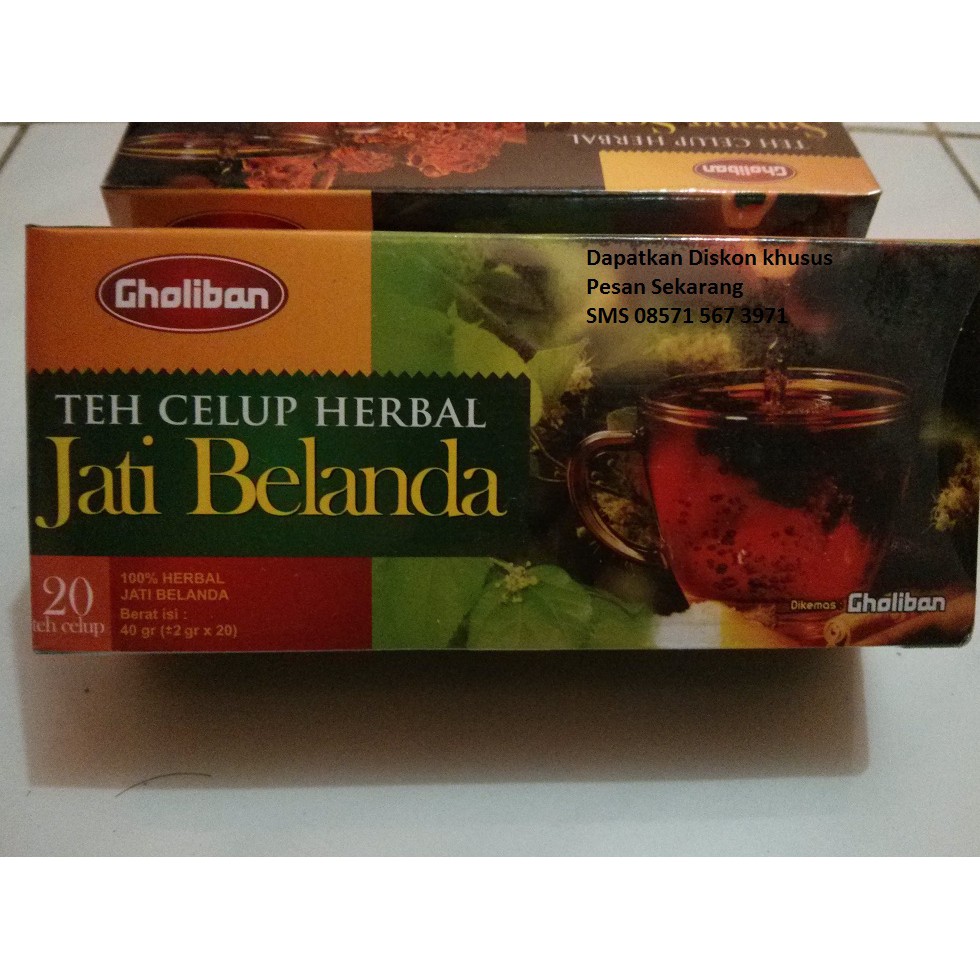 TEH CELUP HERBAL
Gholiban
Gholiban
Dapatkan Diskon khusus
Pesan Sekarang
SMS 08571 567 3971
TEH CELUP HERBAL
Jati Belanda
20
teh celup
100% HERBAL
JATI BELANDA
Berat isi :
40 gr (±2 gr x 20)
Dikemas : Gholiban